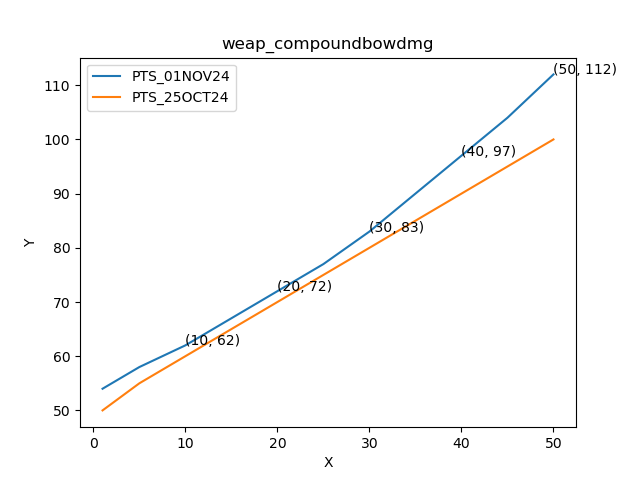 weap_compoundbowdmg
PTS_01NOV24
PTS_25OCT24
(50, 112)
(40, 97)
(30, 83)
(20, 72)
(10, 62)
Y
110
100
90
80
70
60
50
0 10 20 30 40 50
X